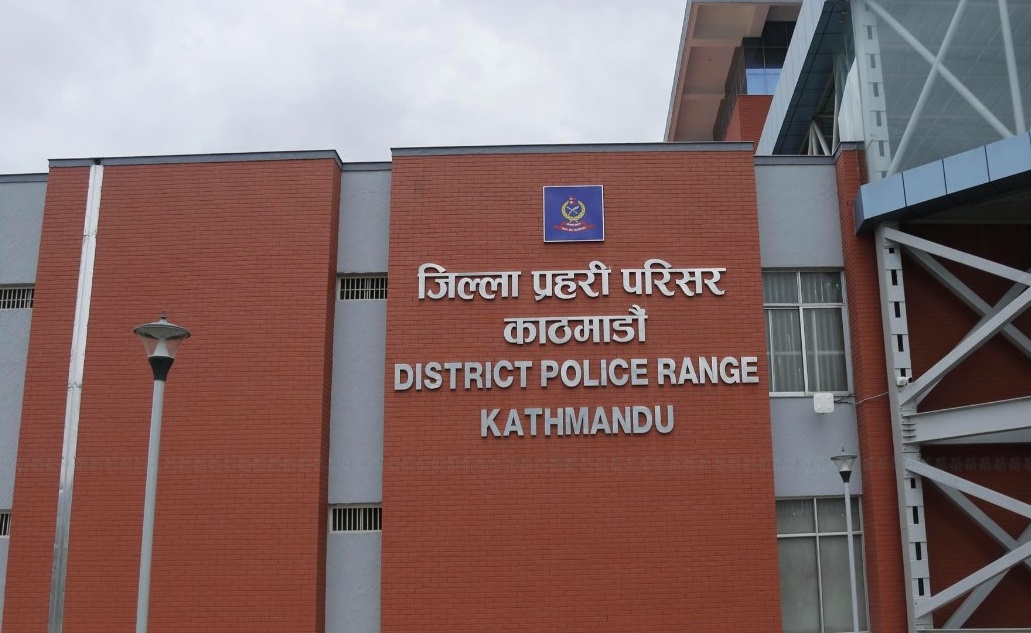 जिल्ला प्रहरी परिसर
काठमाडौं
DISTRICT POLICE RANGE
KATHMANDU